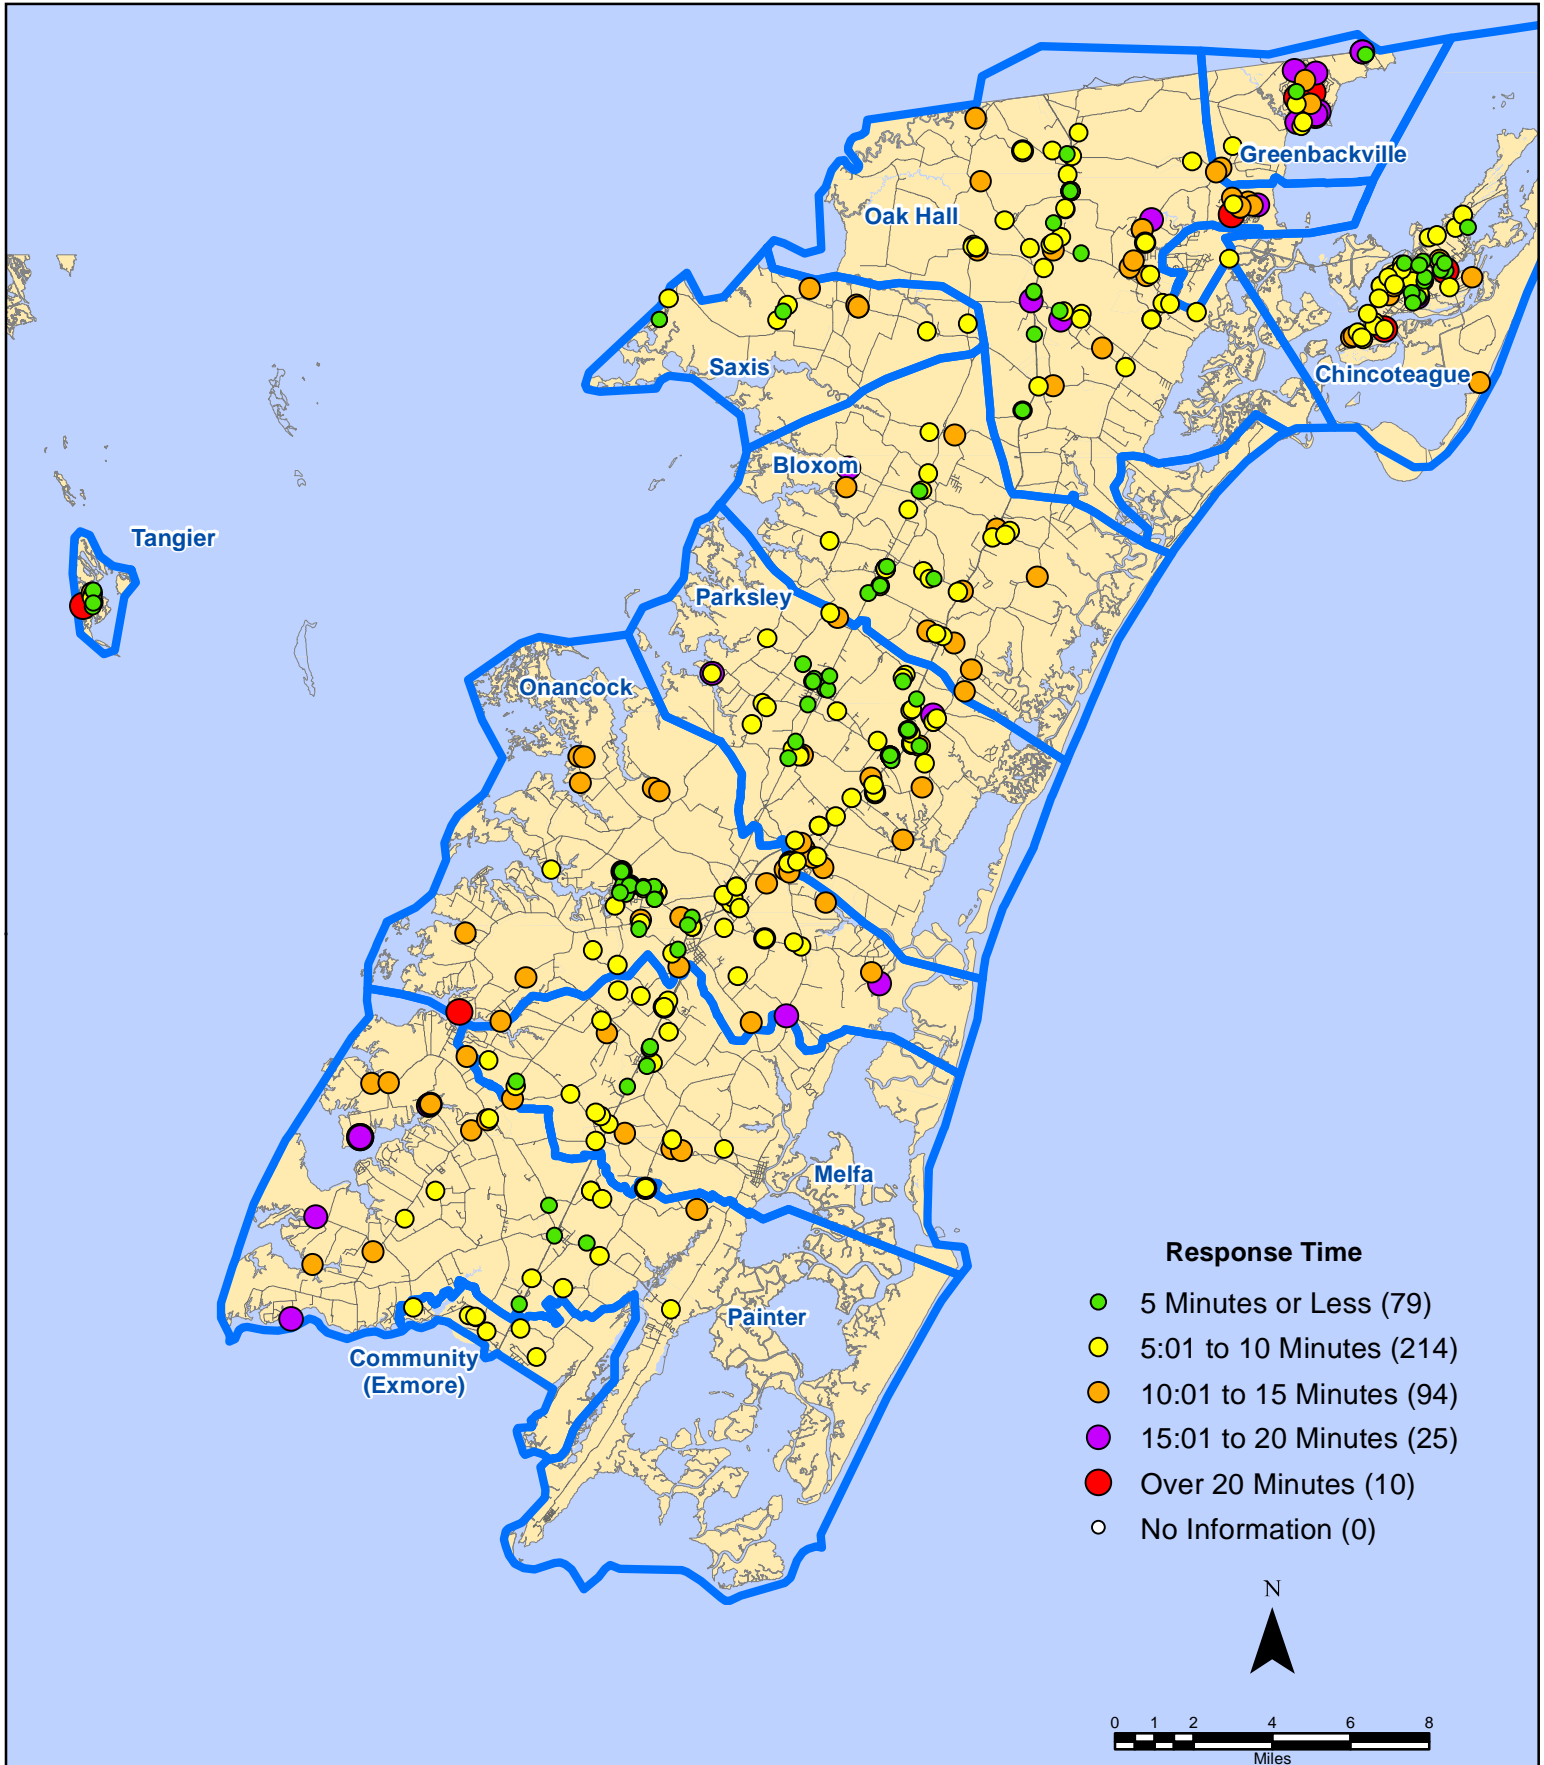 Greenbackville
Oak Hall
Saxis
Chincoteague
Bloxom
Tangier
Parksley
Onancock
Melfa
Painter
Community
(Exmore)
Response Time
5 Minutes or Less (79)
5:01 to 10 Minutes (214)
10:01 to 15 Minutes (94)
15:01 to 20 Minutes (25)
Over 20 Minutes (10)
No Information (0)
N
0 1 2 4 6 8
Miles